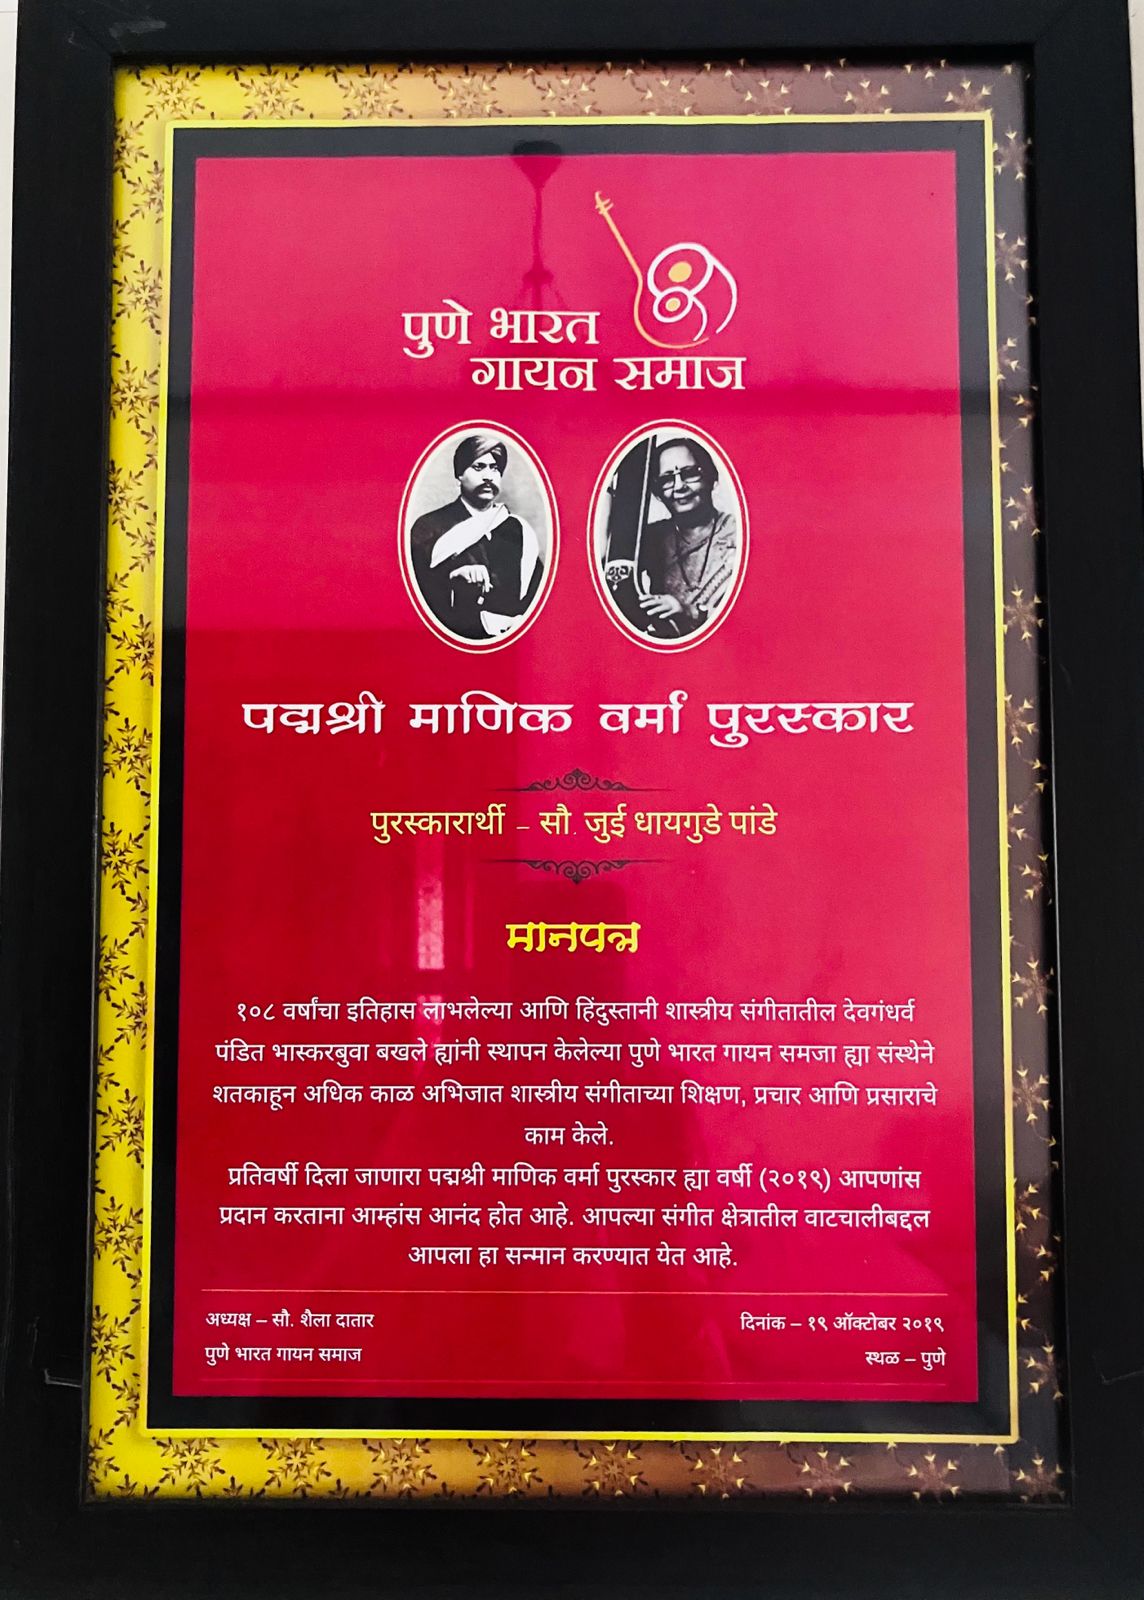 पुणे भारत
गायन समाज
पद्मश्री माणिक वर्मा पुरस्कार
पुरस्कारार्थी – सौ. जुई धायगुडे पांडे
मानपत्र
१०८ वर्षांचा इतिहास लाभलेल्या आणि हिंदुस्तानी शास्त्रीय संगीतातील देवगंधर्व
पंडित भास्करबुवा बखले ह्यांनी स्थापन केलेल्या पुणे भारत गायन समजा ह्या संस्थेने
शतकाहून अधिक काळ अभिजात शास्त्रीय संगीताच्या शिक्षण, प्रचार आणि प्रसाराचे
काम केले.
प्रतिवर्षी दिला जाणारा पद्मश्री माणिक वर्मा पुरस्कार ह्या वर्षी (२०१९) आपणांस
प्रदान करताना आम्हांस आनंद होत आहे. आपल्या संगीत क्षेत्रातील वाटचालीबद्दल
आपला हा सन्मान करण्यात येत आहे.
अध्यक्ष – सौ. शैला दातार
पुणे भारत गायन समाज
दिनांक – १९ ऑक्टोबर २०१९
स्थळ – पुणे